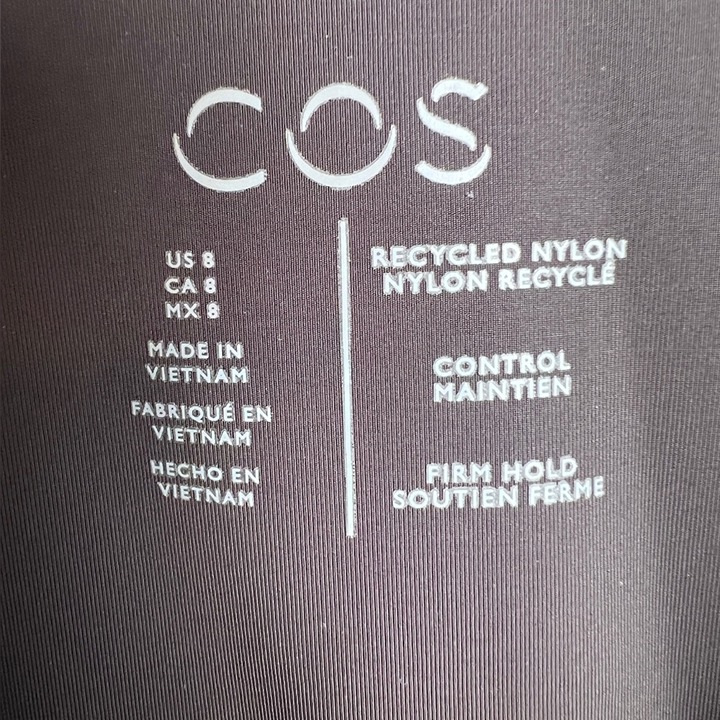 COS
US 8
CA 8
MX 8
MADE IN
VIETNAM
FABRIQUÉ EN
VIETNAM
HECHO EN
VIETNAM
RECYCLED NYLON
NYLON RECYCLÉ
CONTROL
MAINTIEN
FIRM HOLD
SOUTIEN FERME